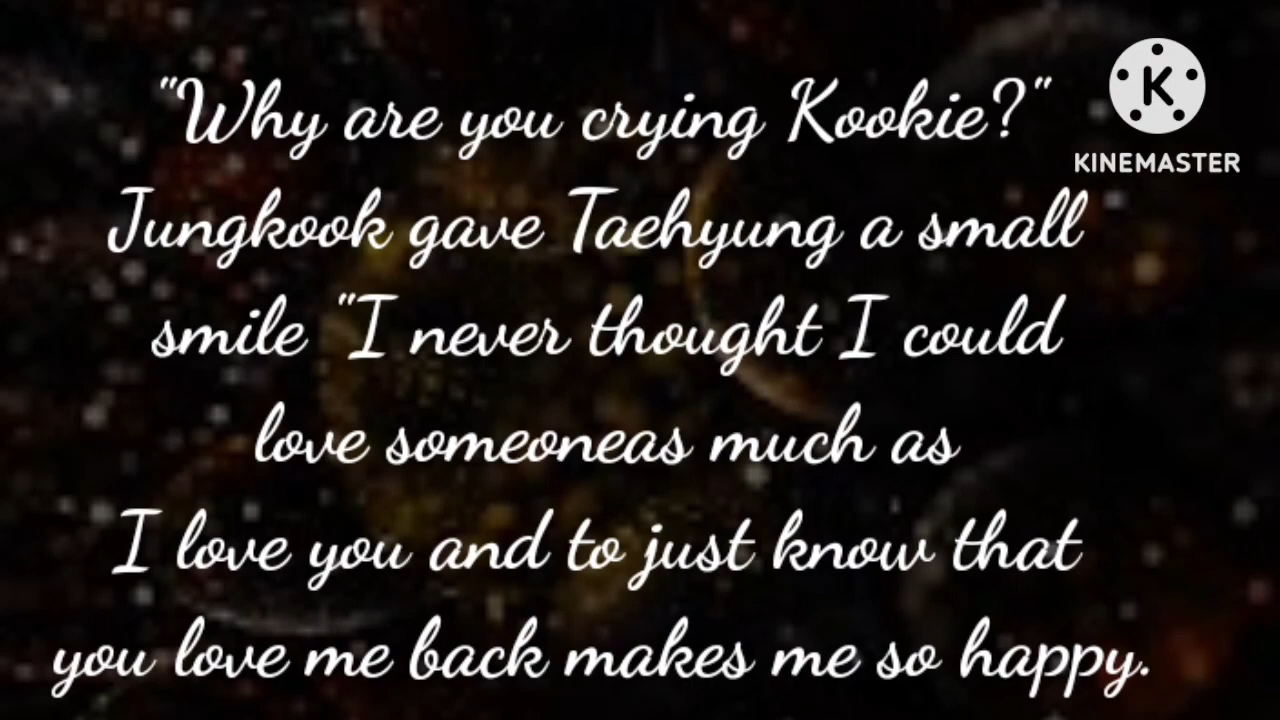 "Why are you crying Kookie?"
KINEMASTER
Jungkook gave Taehyung a small
smile "I never thought I could
love someoneas much as
I love you and to just know that
you love me back makes me so happy.